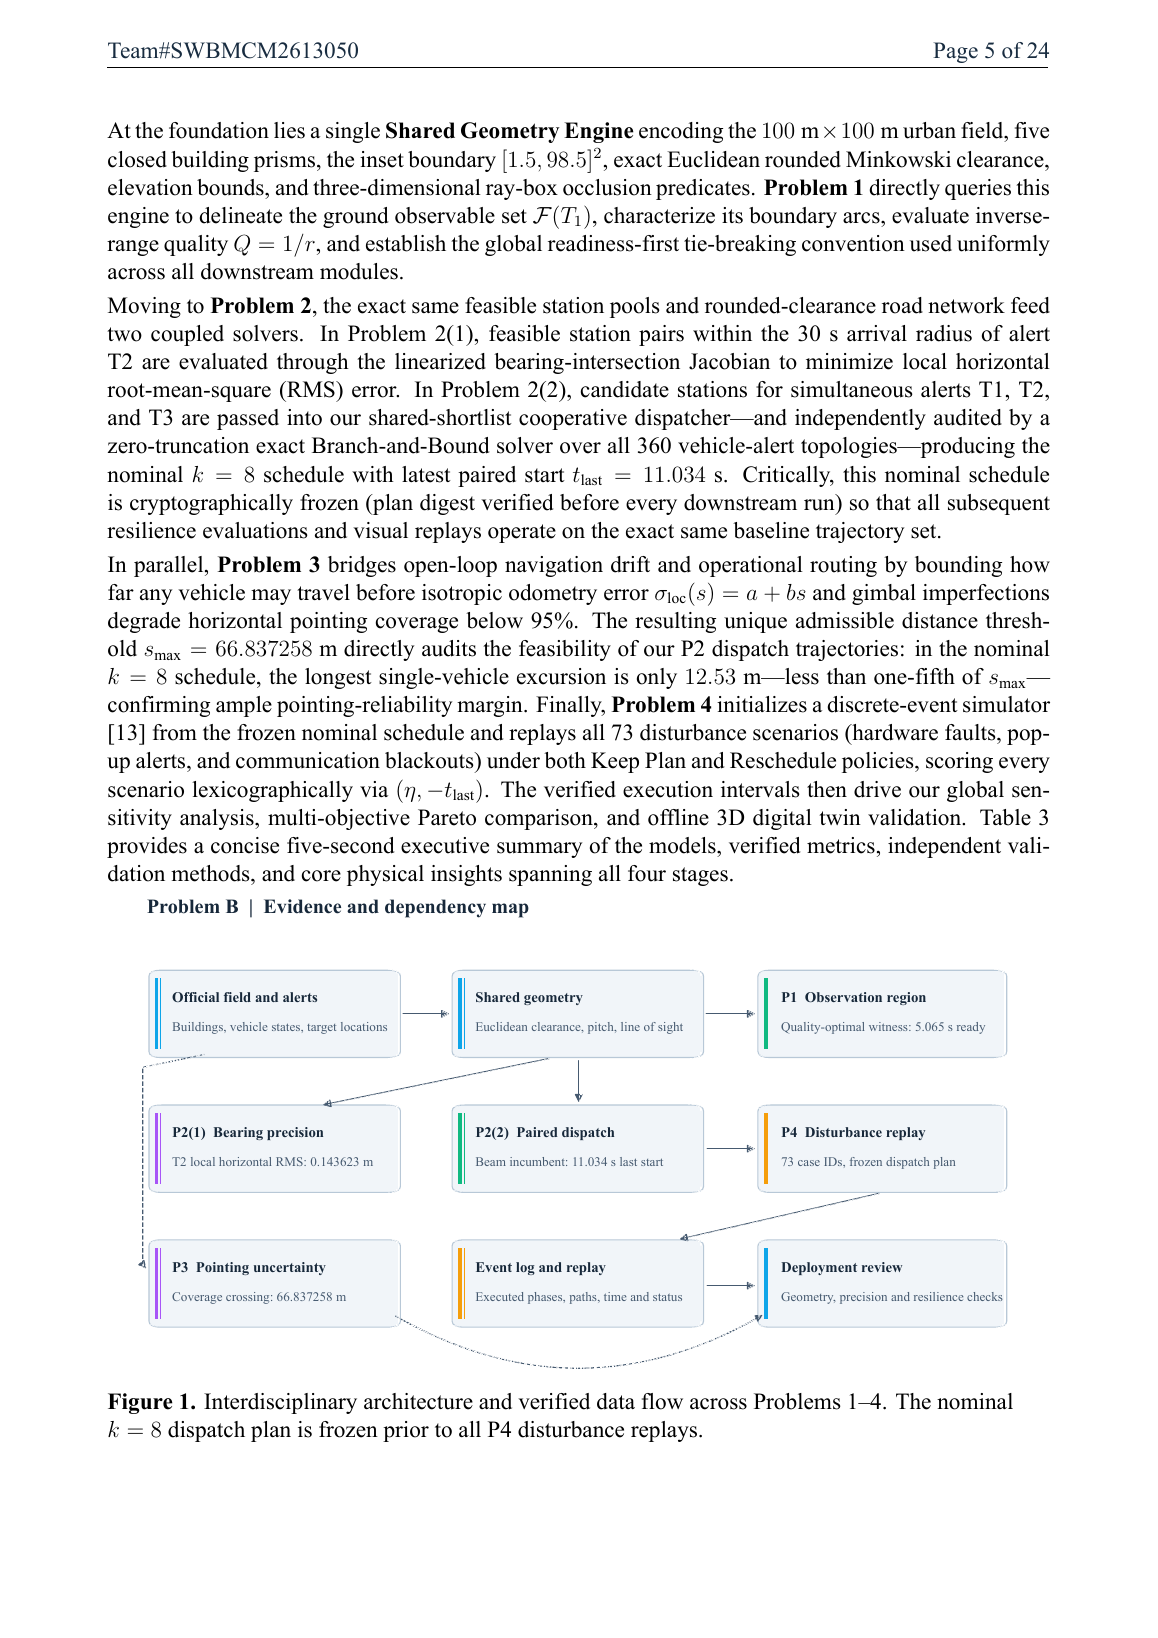 Team#SWBMCM2613050 Page 5 of 24
At the foundation lies a single Shared Geometry Engine encoding the 100 m×100 m urban field, five
closed building prisms, the inset boundary [1.5, 98.5]², exact Euclidean rounded Minkowski clearance,
elevation bounds, and three-dimensional ray-box occlusion predicates. Problem 1 directly queries this
engine to delineate the ground observable set ℱ(T₁), characterize its boundary arcs, evaluate inverse-
range quality Q = 1/r, and establish the global readiness-first tie-breaking convention used uniformly
across all downstream modules.
Moving to Problem 2, the exact same feasible station pools and rounded-clearance road network feed
two coupled solvers. In Problem 2(1), feasible station pairs within the 30 s arrival radius of alert
T2 are evaluated through the linearized bearing-intersection Jacobian to minimize local horizontal
root-mean-square (RMS) error. In Problem 2(2), candidate stations for simultaneous alerts T1, T2,
and T3 are passed into our shared-shortlist cooperative dispatcher—and independently audited by a
zero-truncation exact Branch-and-Bound solver over all 360 vehicle-alert topologies—producing the
nominal k = 8 schedule with latest paired start t_last = 11.034 s. Critically, this nominal schedule
is cryptographically frozen (plan digest verified before every downstream run) so that all subsequent
resilience evaluations and visual replays operate on the exact same baseline trajectory set.
In parallel, Problem 3 bridges open-loop navigation drift and operational routing by bounding how
far any vehicle may travel before isotropic odometry error σ_loc(s) = a + bs and gimbal imperfections
degrade horizontal pointing coverage below 95%. The resulting unique admissible distance thresh-
old s_max = 66.837258 m directly audits the feasibility of our P2 dispatch trajectories: in the nominal
k = 8 schedule, the longest single-vehicle excursion is only 12.53 m—less than one-fifth of s_max—
confirming ample pointing-reliability margin. Finally, Problem 4 initializes a discrete-event simulator
[13] from the frozen nominal schedule and replays all 73 disturbance scenarios (hardware faults, pop-
up alerts, and communication blackouts) under both Keep Plan and Reschedule policies, scoring every
scenario lexicographically via (η, −t_last). The verified execution intervals then drive our global sen-
sitivity analysis, multi-objective Pareto comparison, and offline 3D digital twin validation. Table 3
provides a concise five-second executive summary of the models, verified metrics, independent vali-
dation methods, and core physical insights spanning all four stages.
Problem B | Evidence and dependency map
Official field and alerts
Buildings, vehicle states, target locations
Shared geometry
Euclidean clearance, pitch, line of sight
P1 Observation region
Quality-optimal witness: 5.065 s ready
P2(1) Bearing precision
T2 local horizontal RMS: 0.143623 m
P2(2) Paired dispatch
Beam incumbent: 11.034 s last start
P4 Disturbance replay
73 case IDs, frozen dispatch plan
P3 Pointing uncertainty
Coverage crossing: 66.837258 m
Event log and replay
Executed phases, paths, time and status
Deployment review
Geometry, precision and resilience checks
Figure 1. Interdisciplinary architecture and verified data flow across Problems 1–4. The nominal
k = 8 dispatch plan is frozen prior to all P4 disturbance replays.